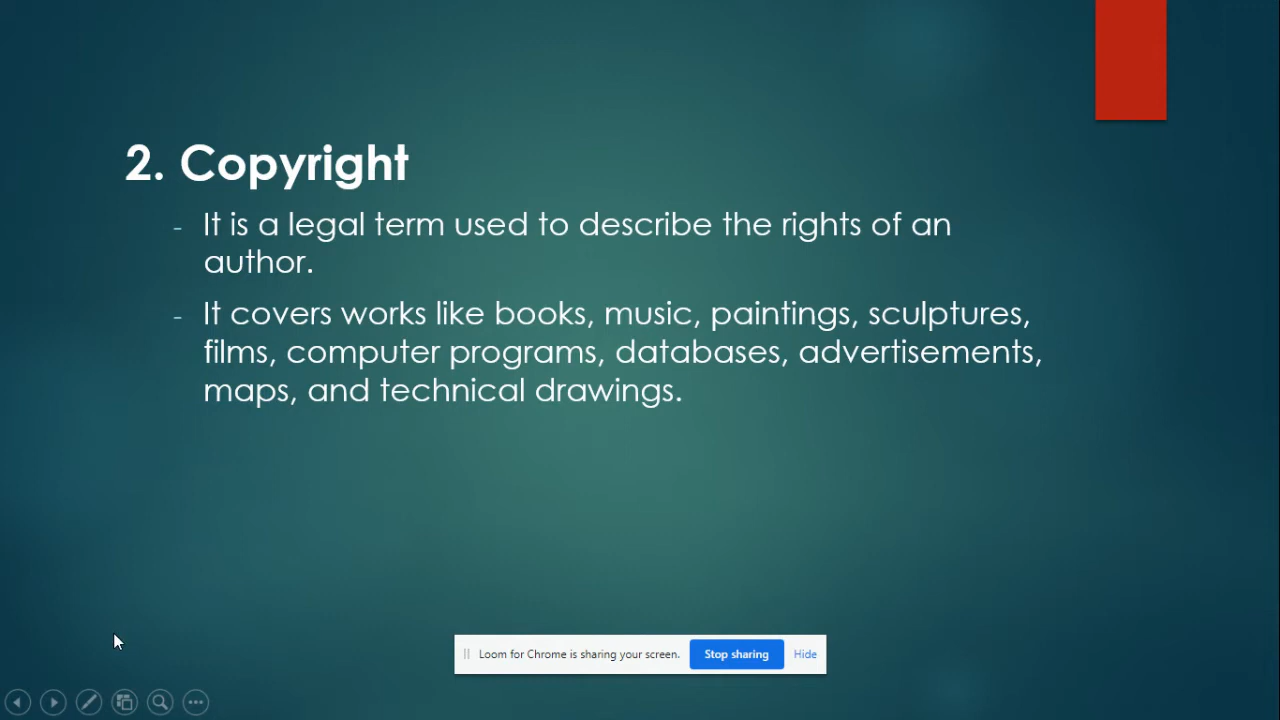 2. Copyright
- It is a legal term used to describe the rights of an
author.
- It covers works like books, music, paintings, sculptures,
films, computer programs, databases, advertisements,
maps, and technical drawings.
Loom for Chrome is sharing your screen. Stop sharing Hide